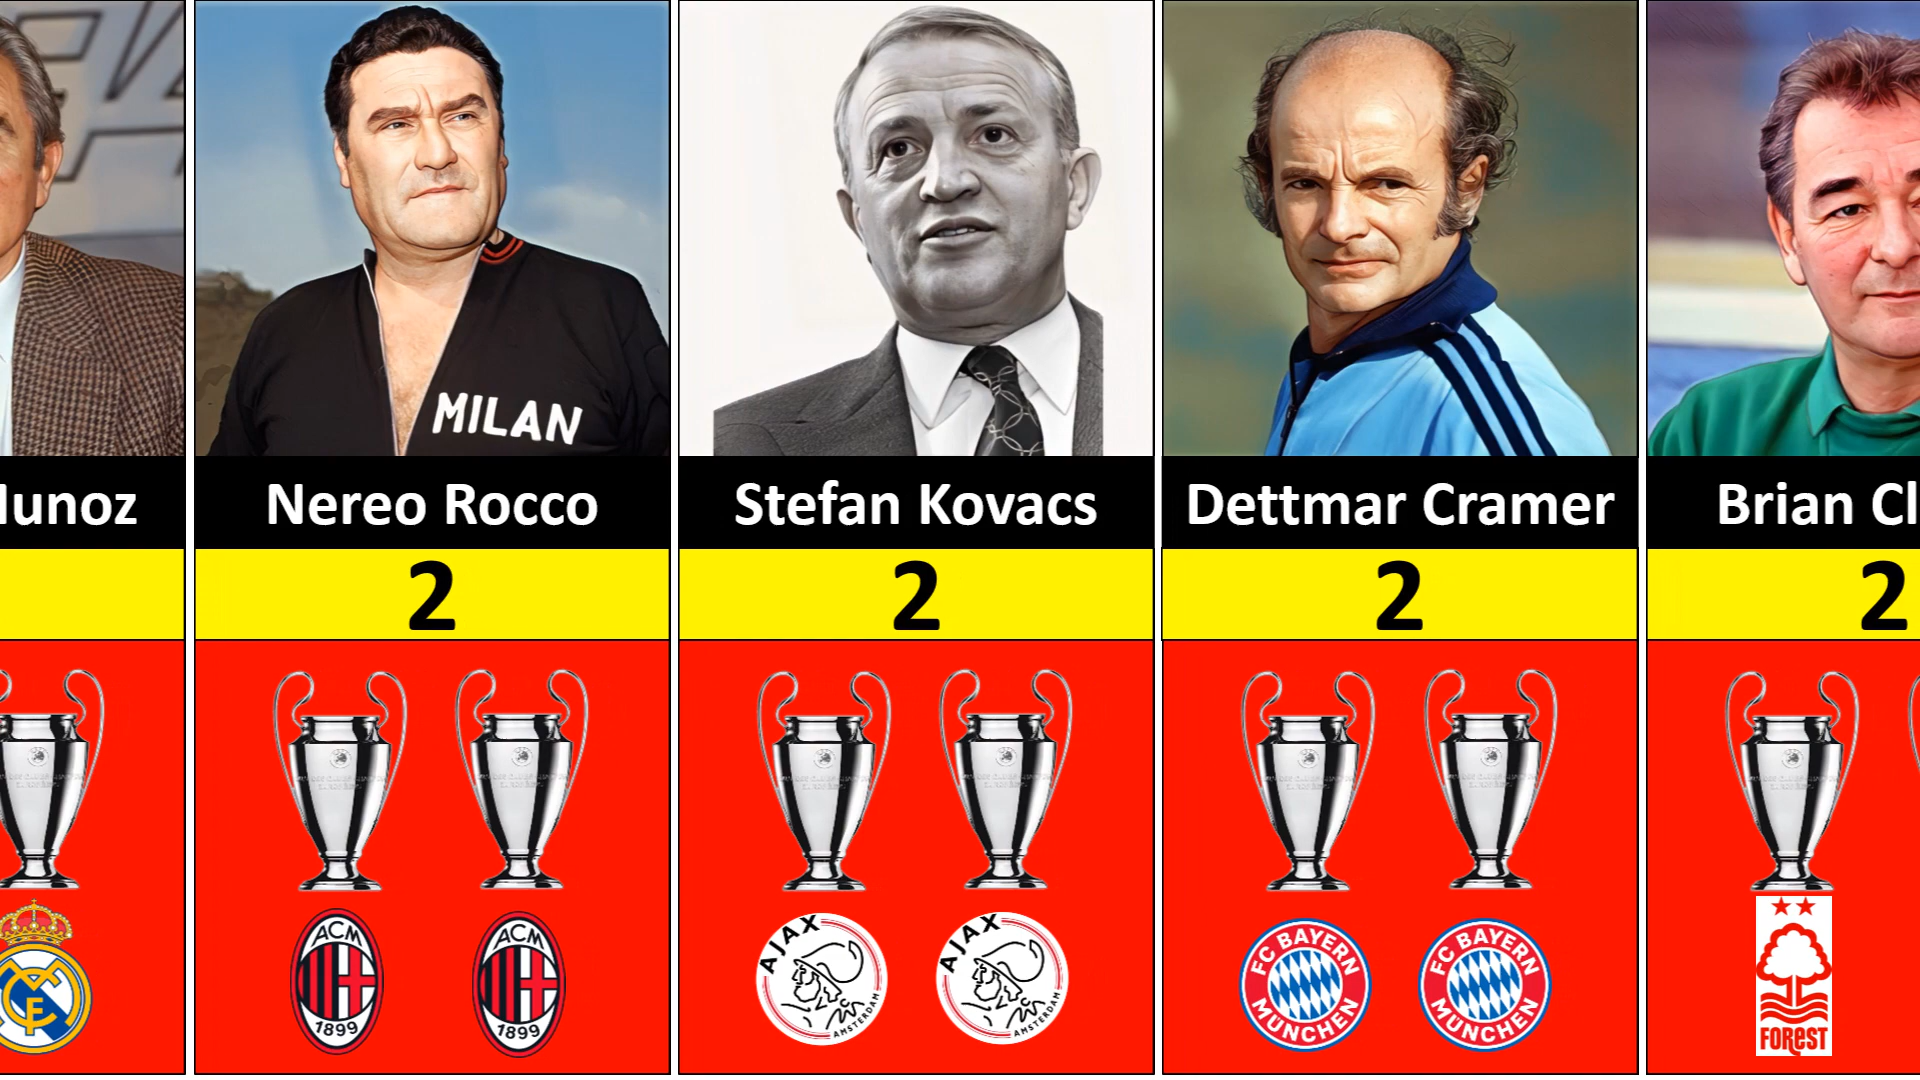 MILAN
unoz
Nereo Rocco
Stefan Kovacs
Dettmar Cramer
Brian Cl
2
2
2
2
ACM
1899
ACM
1899
AJAX
AMSTERDAM
AJAX
AMSTERDAM
FC BAYERN
MÜNCHEN
FC BAYERN
MÜNCHEN
FOREST